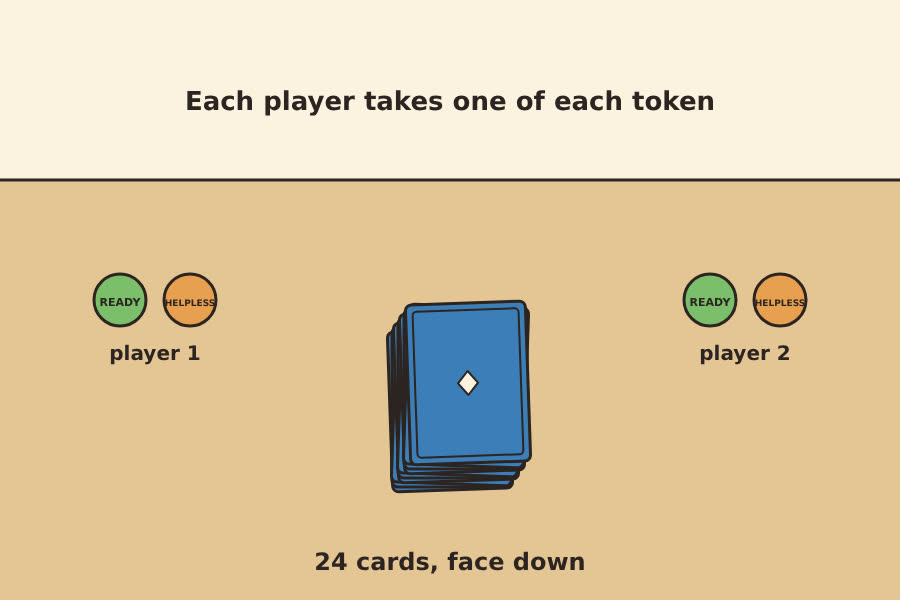 Each player takes one of each token
READY HELPLESS
player 1
READY HELPLESS
player 2
24 cards, face down